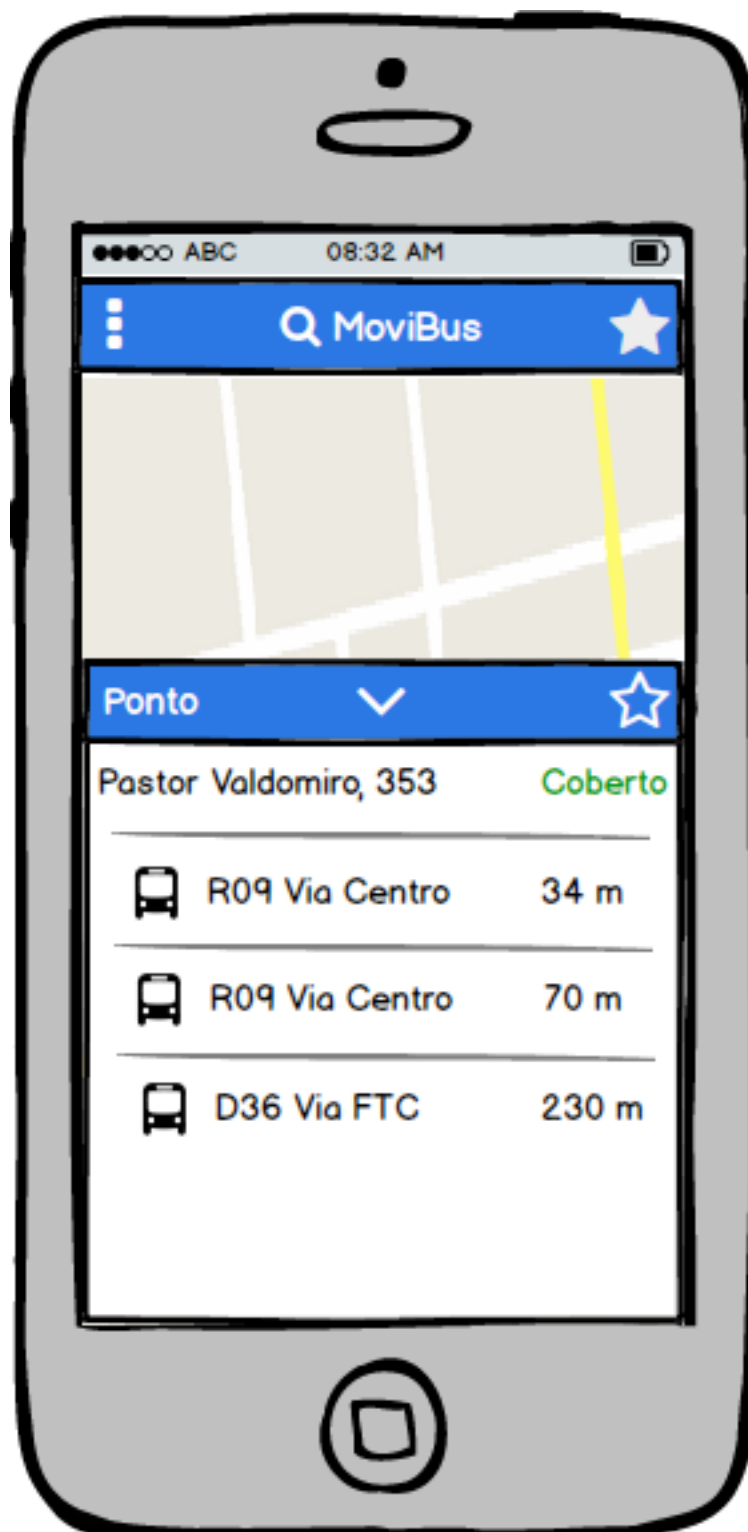 ABC 08:32 AM
MoviBus
Ponto
Pastor Valdomiro, 353 Coberto
R09 Via Centro 34 m
R09 Via Centro 70 m
D36 Via FTC 230 m